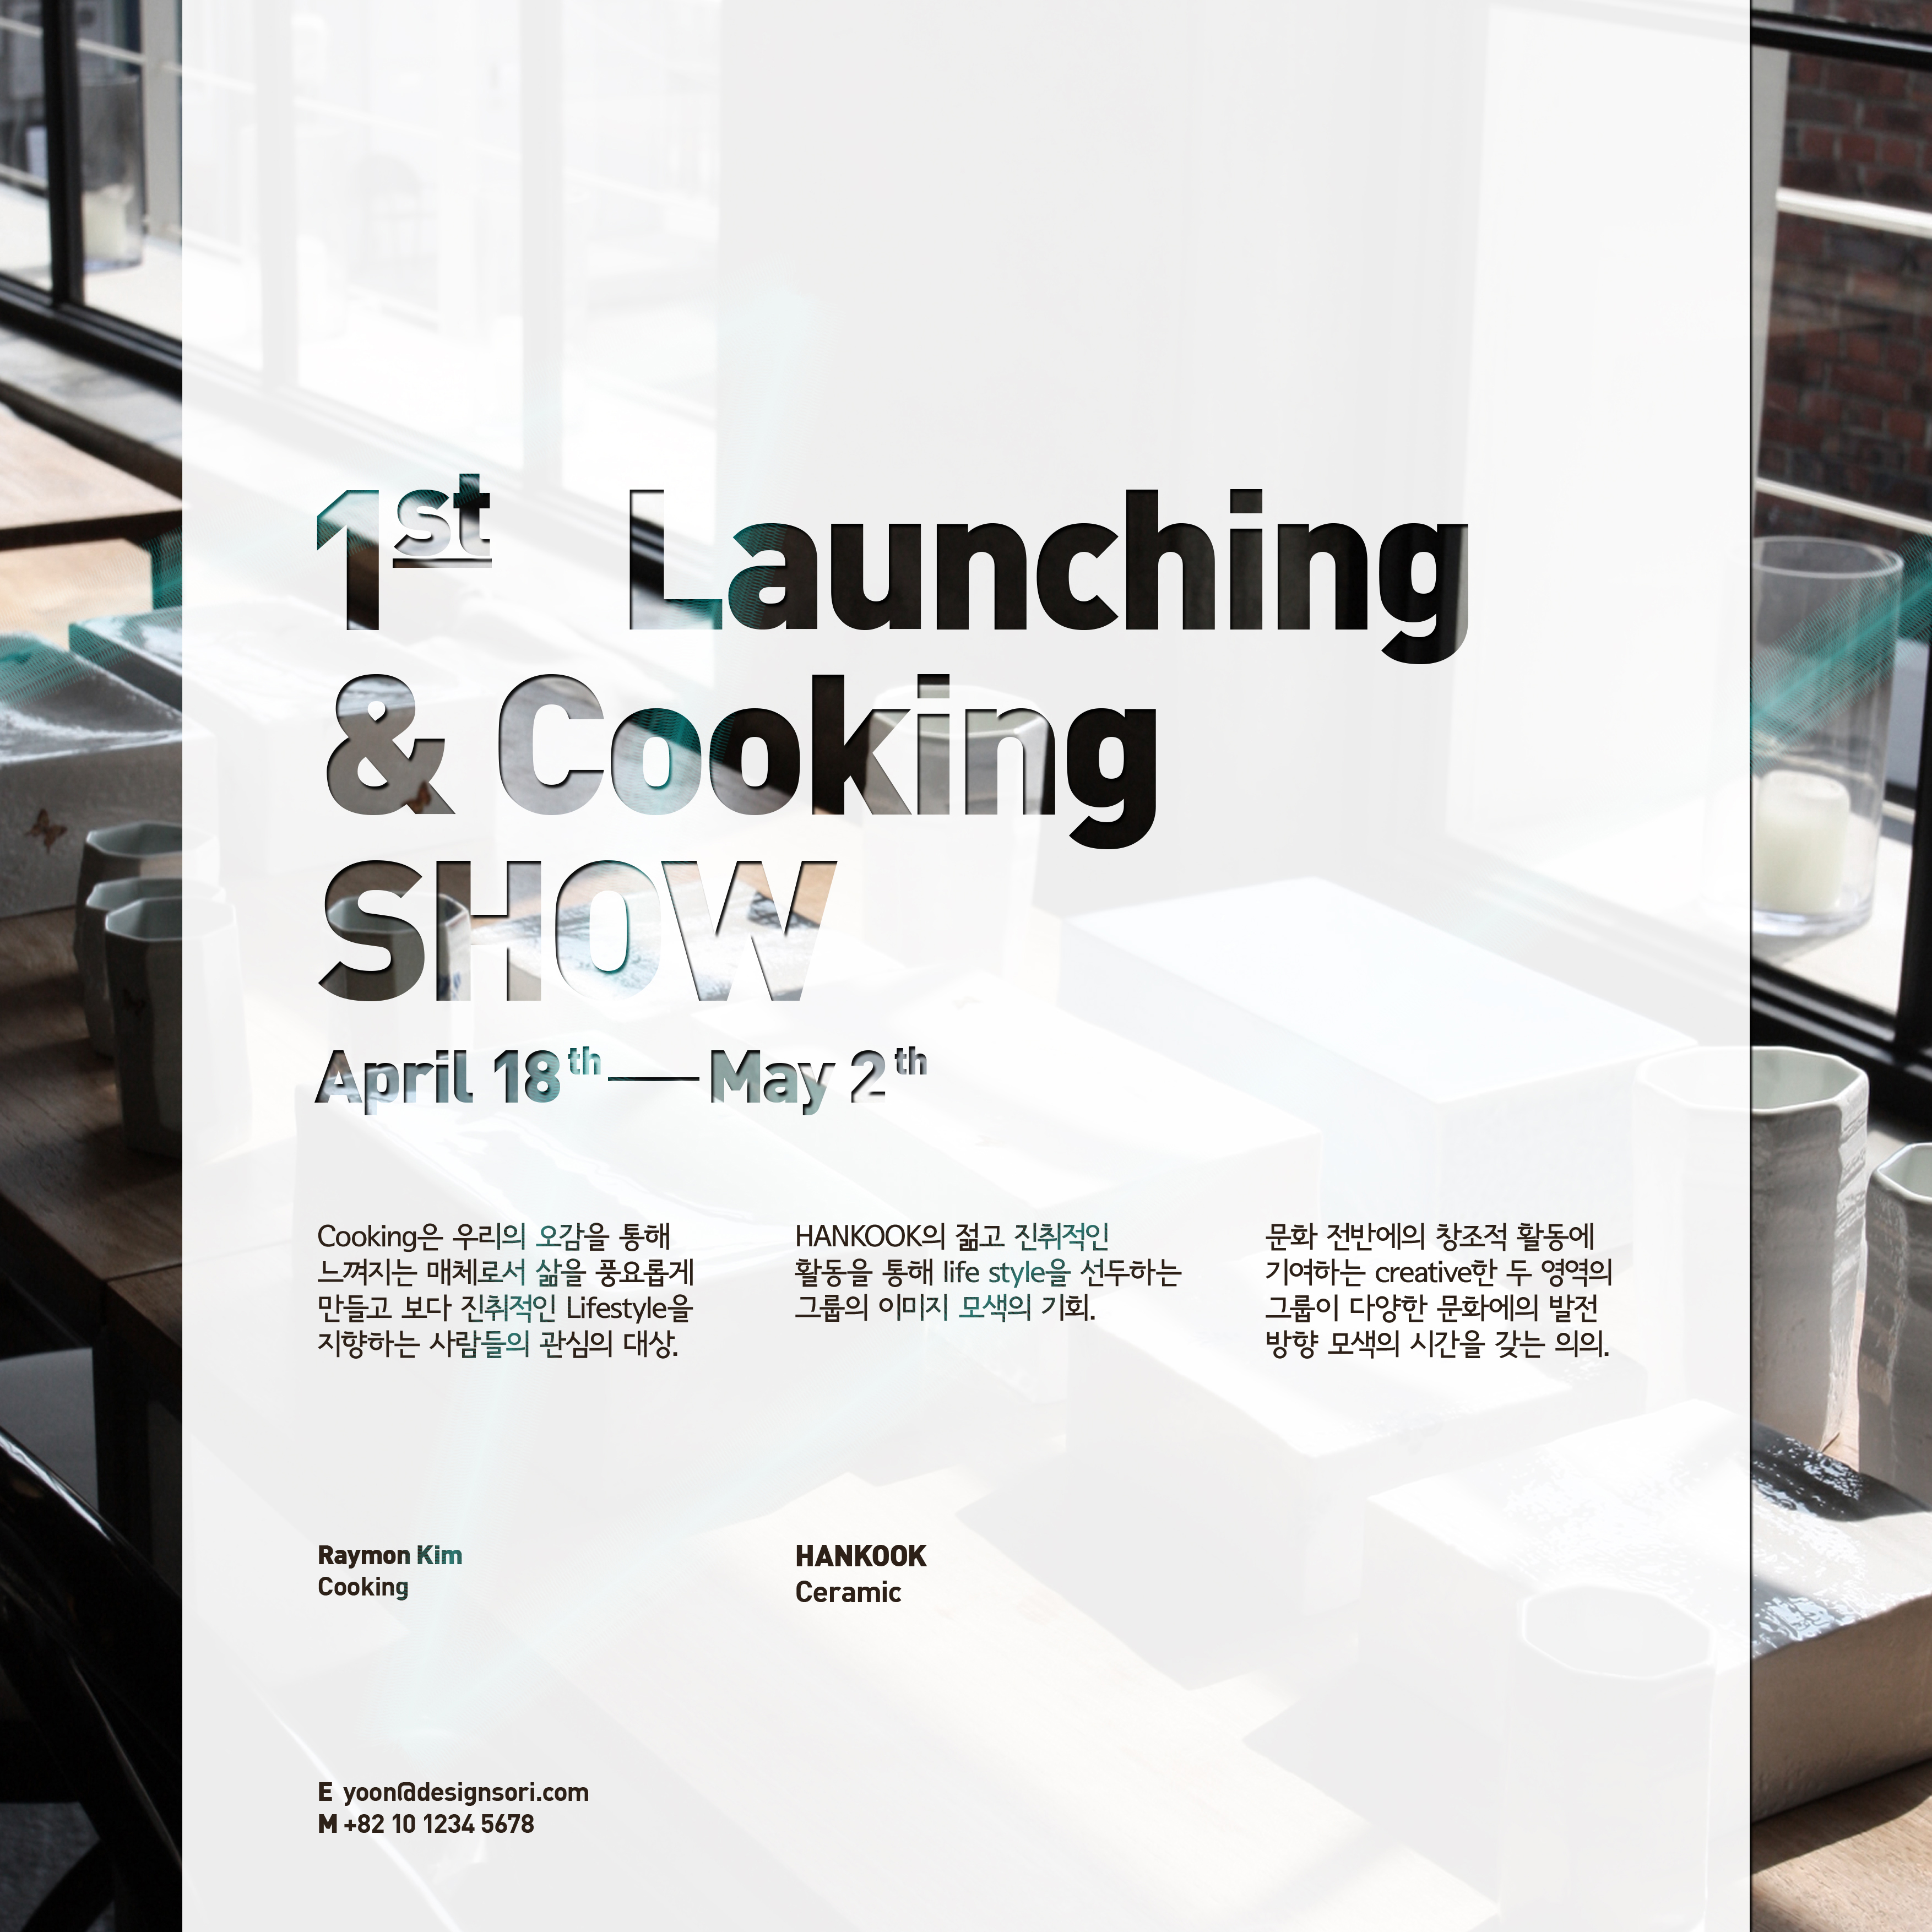 1st Launching
& Cooking
SHOW
April 18th — May 2th
Cooking은 우리의 오감을 통해
느껴지는 매체로서 삶을 풍요롭게
만들고 보다 진취적인 Lifestyle을
지향하는 사람들의 관심의 대상.
HANKOOK의 젊고 진취적인
활동을 통해 life style을 선두하는
그룹의 이미지 모색의 기회.
문화 전반에의 창조적 활동에
기여하는 creative한 두 영역의
그룹이 다양한 문화에의 발전
방향 모색의 시간을 갖는 의의.
Raymon Kim
Cooking
HANKOOK
Ceramic
E yoon@designsori.com
M +82 10 1234 5678